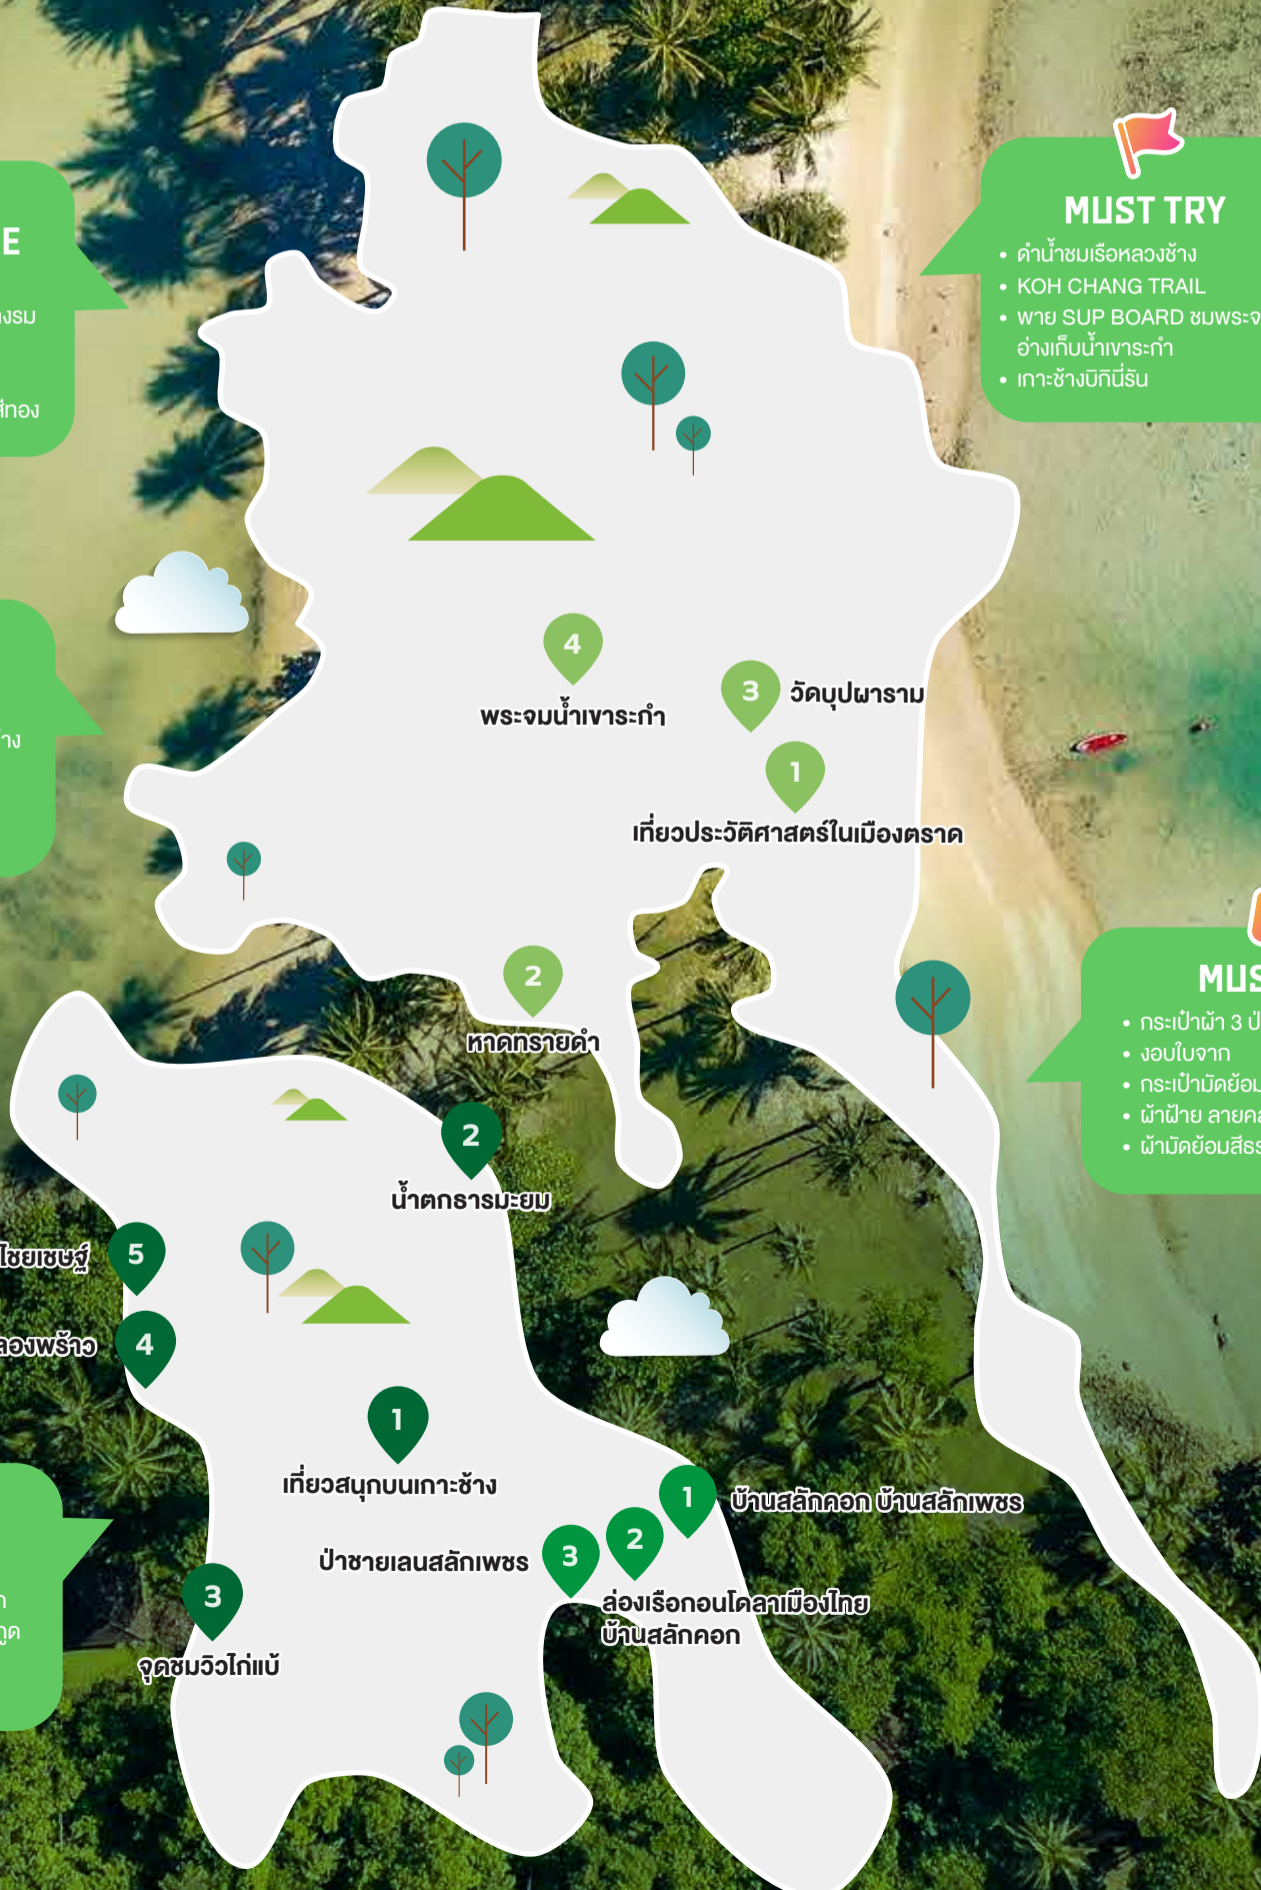 MUST TRY
• ดำน้ำชมเรือหลวงช้าง
• KOH CHANG TRAIL
• พาย SUP BOARD
อ่างเก็บน้ำเขาระกำ
• เกาะช้างบิกินี่รัน
4
พระจมน้ำเขาระกำ
3 วัดบุปผาราม
1
เที่ยวประวัติศาสตร์ในเมืองตราด
2
หาดทรายดำ
• กระเป๋าผ้า 3
• งอบใบจาก
• กระเป๋ามัดย้อม
• ผ้าฝ้าย
• ผ้ามัดย้อม
2
น้ำตกธารมะยม
ไชยเชษฐ์ 5
4
1
เที่ยวสนุกบนเกาะช้าง
1 บ้านสลักคอก บ้านสลักเพชร
2
ป่าชายเลนสลักเพชร 3
ล่องเรือกอนโดลาเมืองไทย
บ้านสลักคอก
3
จุดชมวิวไก่แบ้